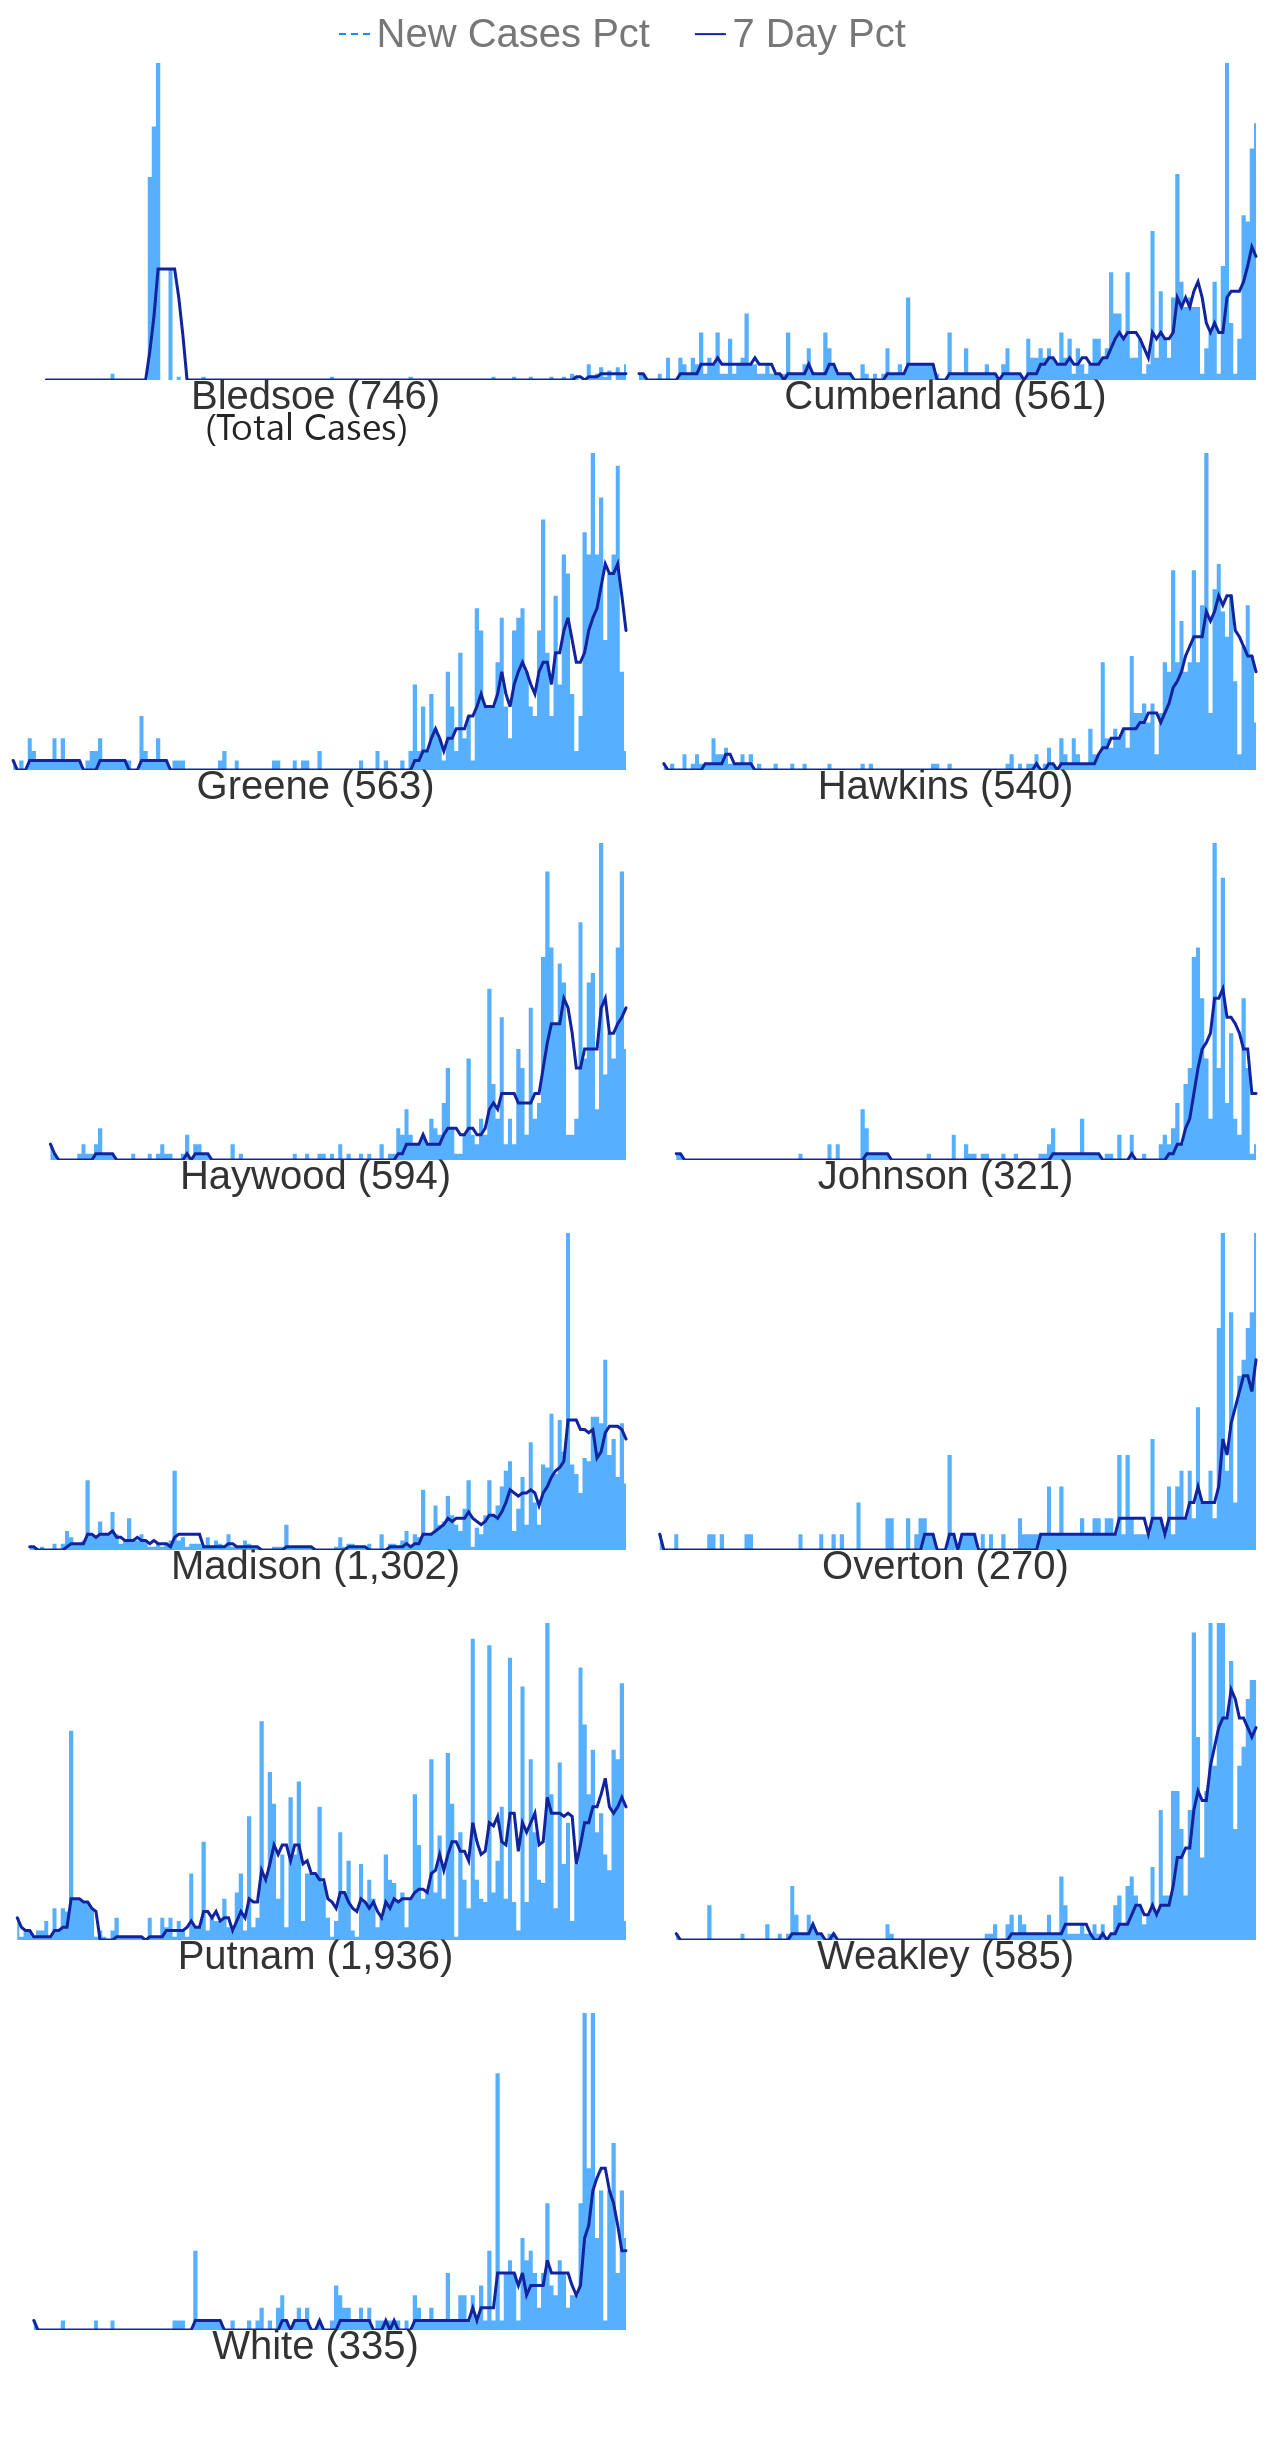 New Cases Pct 7 Day Pct
Bledsoe (746) Cumberland (561)
(Total Cases)
Greene (563) Hawkins (540)
Haywood (594) Johnson (321)
Madison (1,302) Overton (270)
Putnam (1,936) Weakley (585)
White (335)